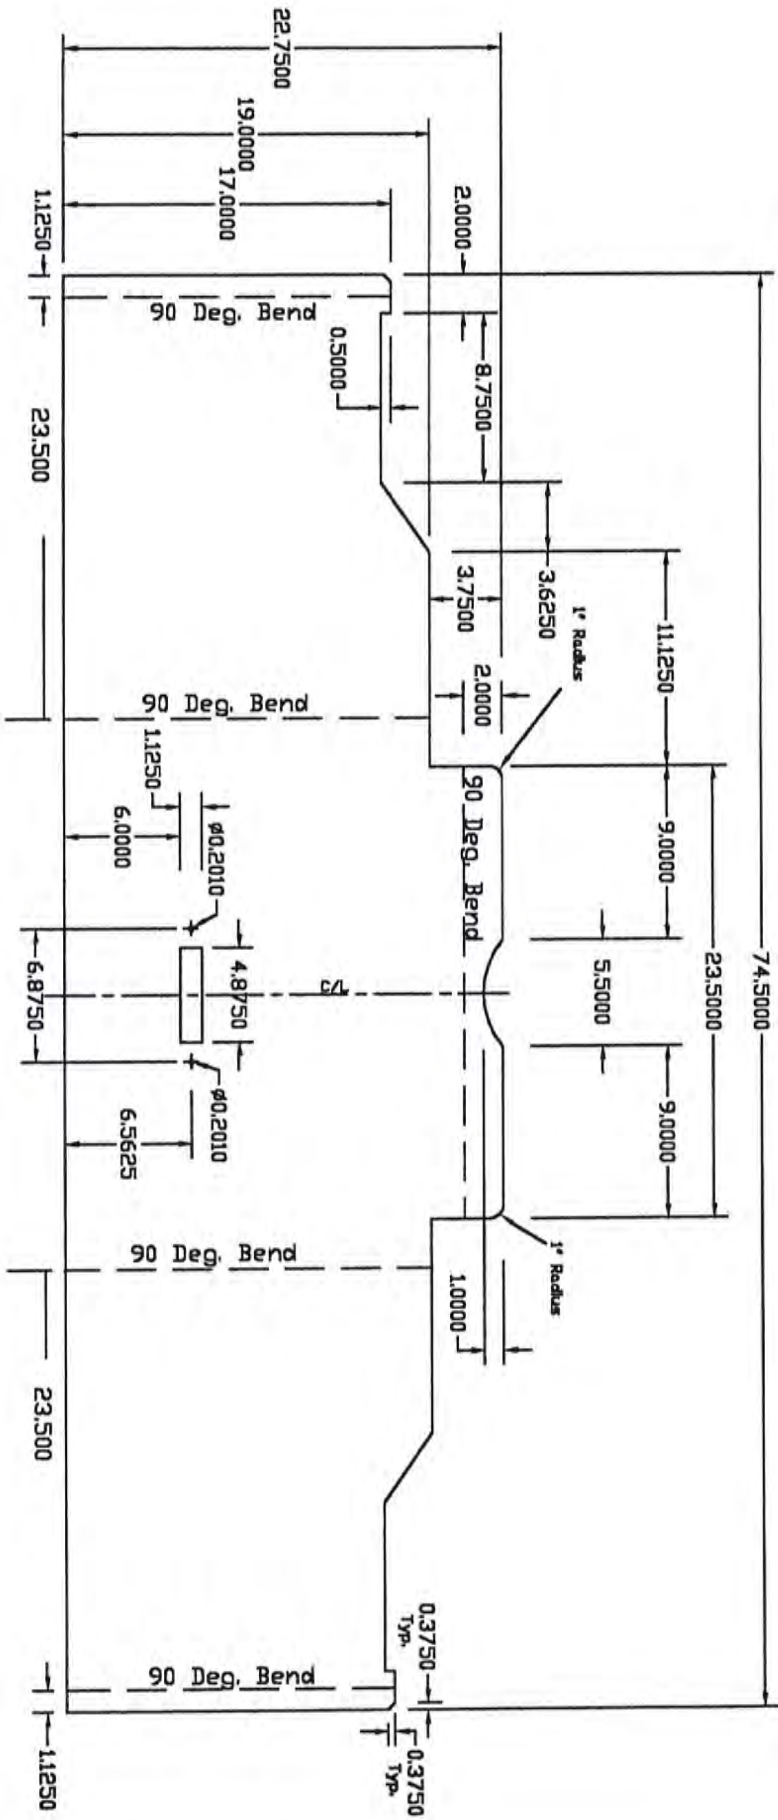 22.7500
19.0000
17.0000
1.1250
2.0000
74.5000
90 Deg. Bend
0.5000
8.7500
23.500
3.6250
3.7500
11.1250
1" Radius
2.0000
90 Deg. Bend
90 Deg. Bend
1.1250
6.0000
ø0.2010
9.0000
23.5000
6.8750
4.8750
5.5000
ø0.2010
6.5625
9.0000
90 Deg. Bend
1" Radius
1.0000
23.500
90 Deg. Bend
0.3750
Typ.
0.3750
Typ.
1.1250